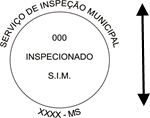 SERVIÇO DE INSPEÇÃO MUNICIPAL
000
INSPECIONADO
S.I.M.
XXXX - MS